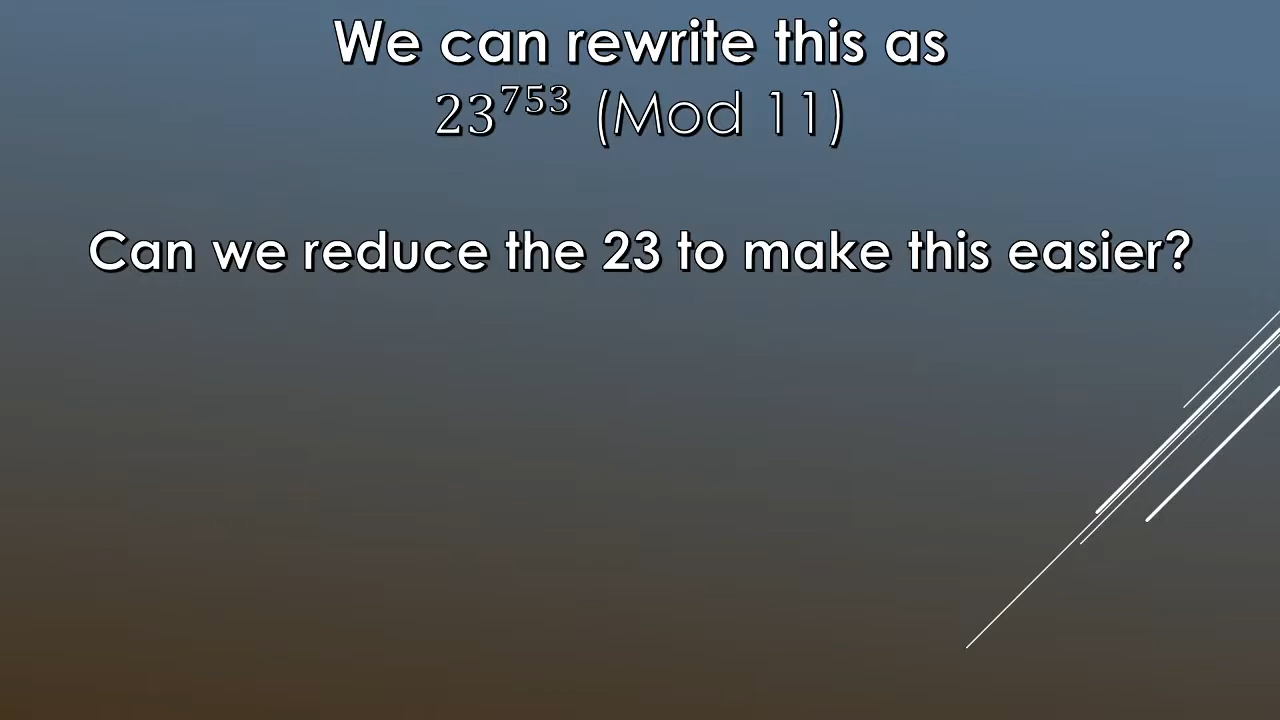 We can rewrite this as
23⁷⁵³ (Mod 11)
Can we reduce the 23 to make this easier?